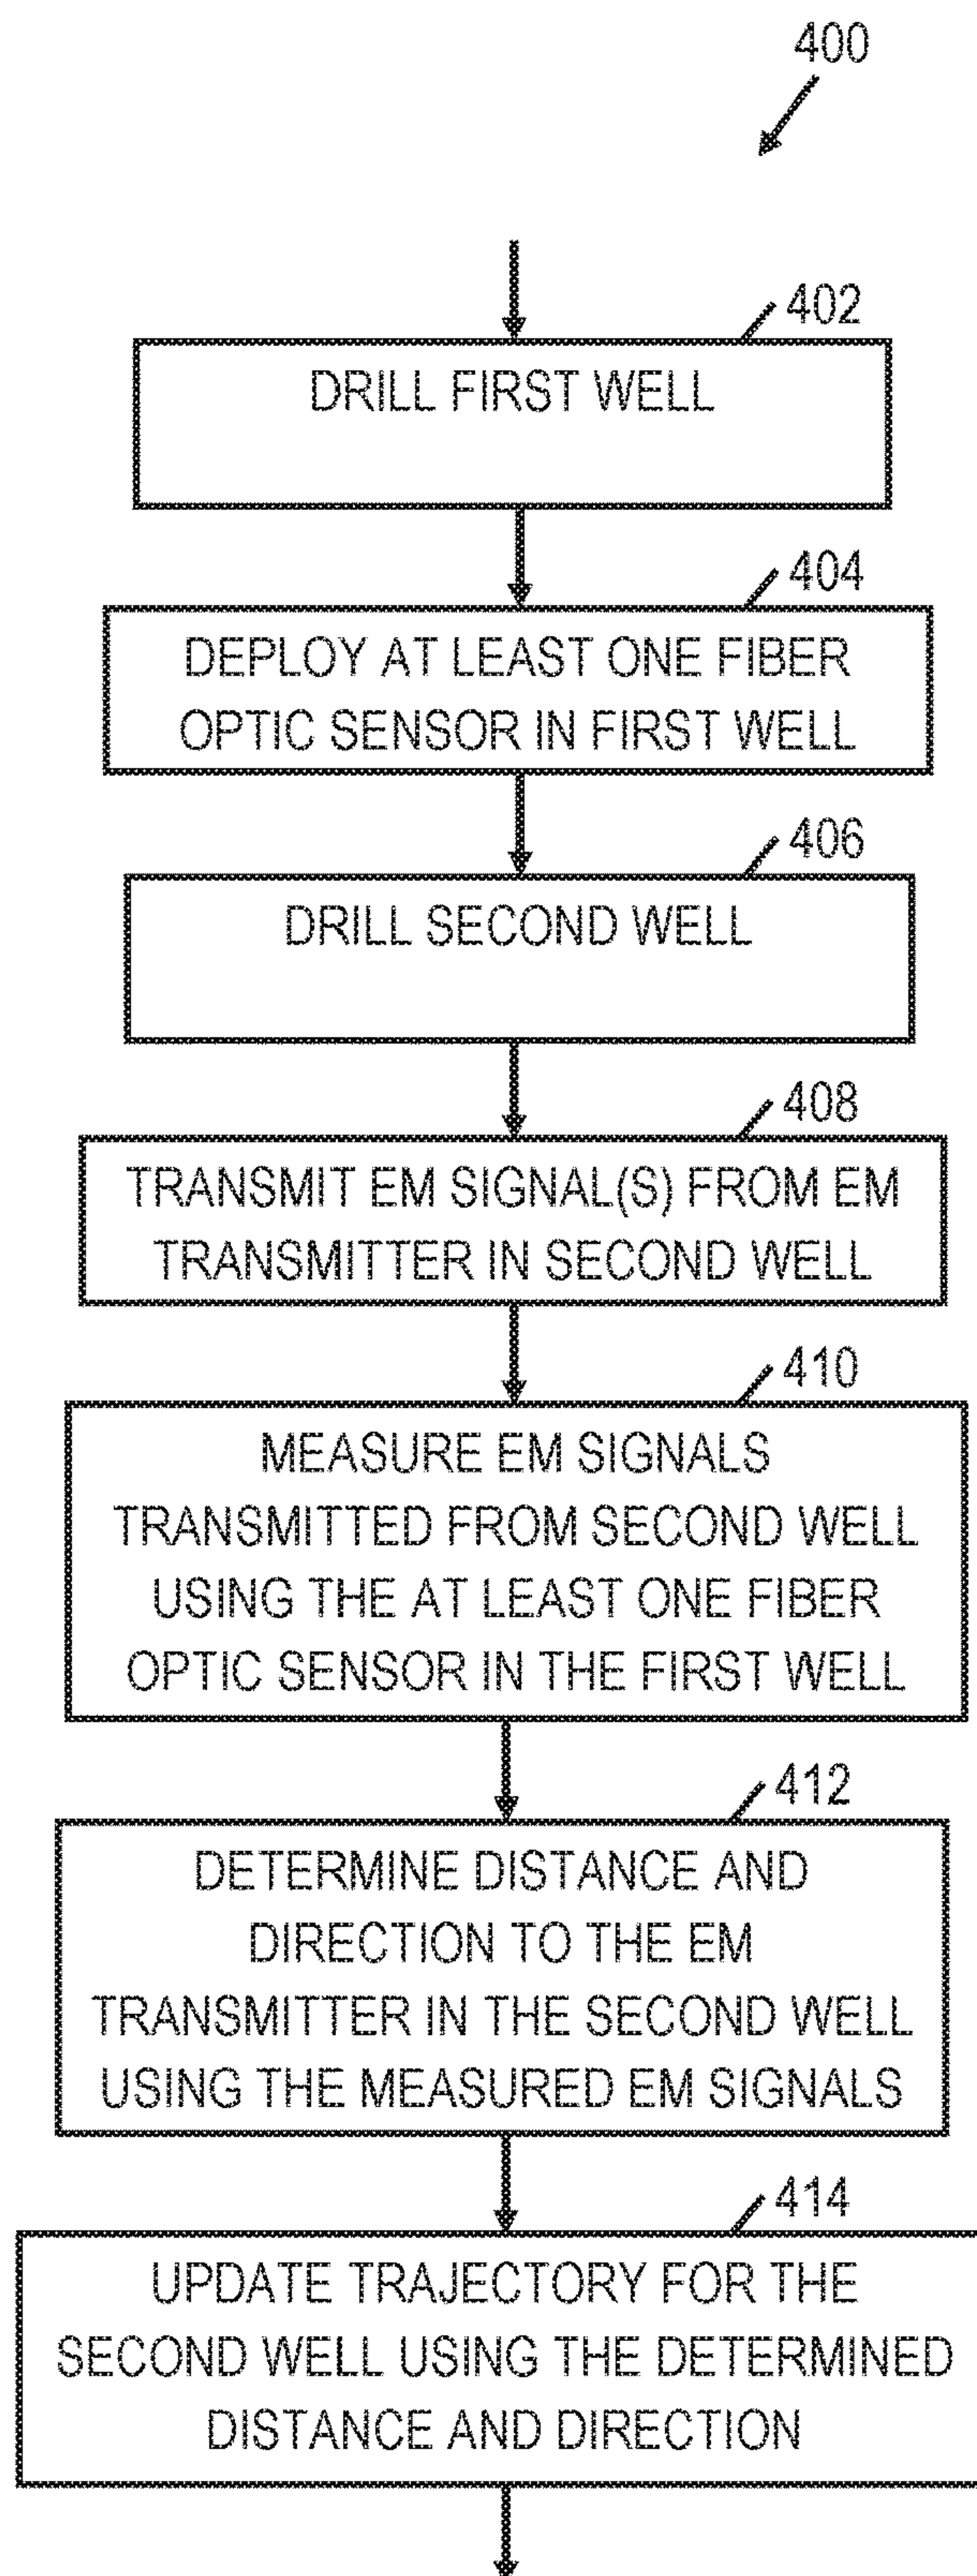 400
402
DRILL FIRST WELL
404
DEPLOY AT LEAST ONE FIBER
OPTIC SENSOR IN FIRST WELL
406
DRILL SECOND WELL
408
TRANSMIT EM SIGNAL(S) FROM EM
TRANSMITTER IN SECOND WELL
410
MEASURE EM SIGNALS
TRANSMITTED FROM SECOND WELL
USING THE AT LEAST ONE FIBER
OPTIC SENSOR IN THE FIRST WELL
412
DETERMINE DISTANCE AND
DIRECTION TO THE EM
TRANSMITTER IN THE SECOND WELL
USING THE MEASURED EM SIGNALS
414
UPDATE TRAJECTORY FOR THE
SECOND WELL USING THE DETERMINED
DISTANCE AND DIRECTION